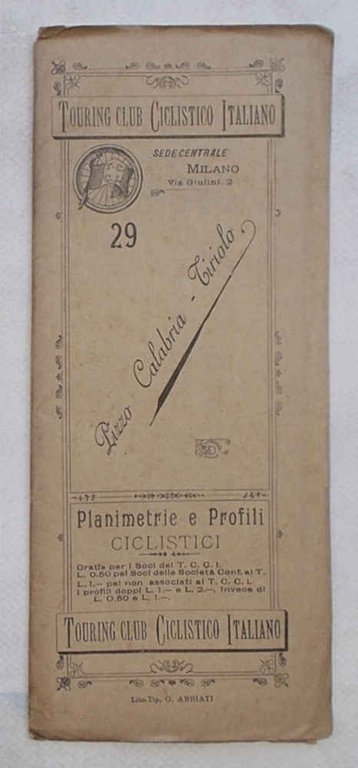 TOURING CLUB CICLISTICO ITALIANO
SEDE CENTRALE
MILANO
Via Giulini, 2
29
Pizzo Calabria - Tiriolo
Planimetrie e Profili
CICLISTICI
Gratis per i Soci del T. C. C. I.
L. 0.50 pei Soci delle Società Cons. al T.
L. 1.— pei non associati al T. C. C. I.
I profili doppi L. 1.— e L. 2.—, invece di
L. 0.50 e L. 1.—.
TOURING CLUB CICLISTICO ITALIANO
Lito-Tip. G. ABBIATI